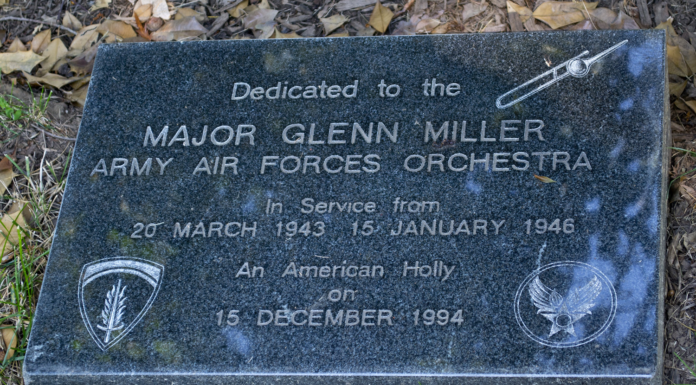 Dedicated to the
MAJOR GLENN MILLER
ARMY AIR FORCES ORCHESTRA
In Service from
20 MARCH 1943 15 JANUARY 1946
An American Holly
on
15 DECEMBER 1994